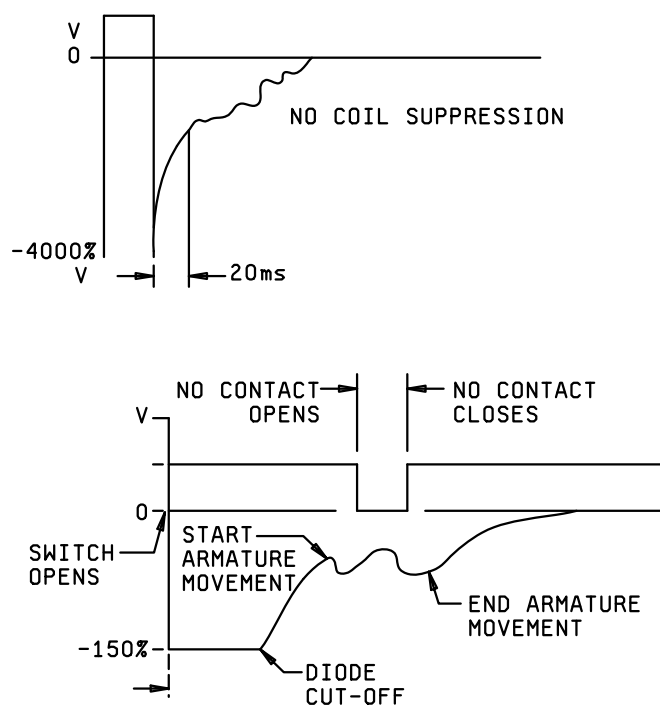 V
0
NO COIL SUPPRESSION
-4000%
V
20ms
NO CONTACT
OPENS
NO CONTACT
CLOSES
V
0
SWITCH
OPENS
START
ARMATURE
MOVEMENT
END ARMATURE
MOVEMENT
-150%
DIODE
CUT-OFF